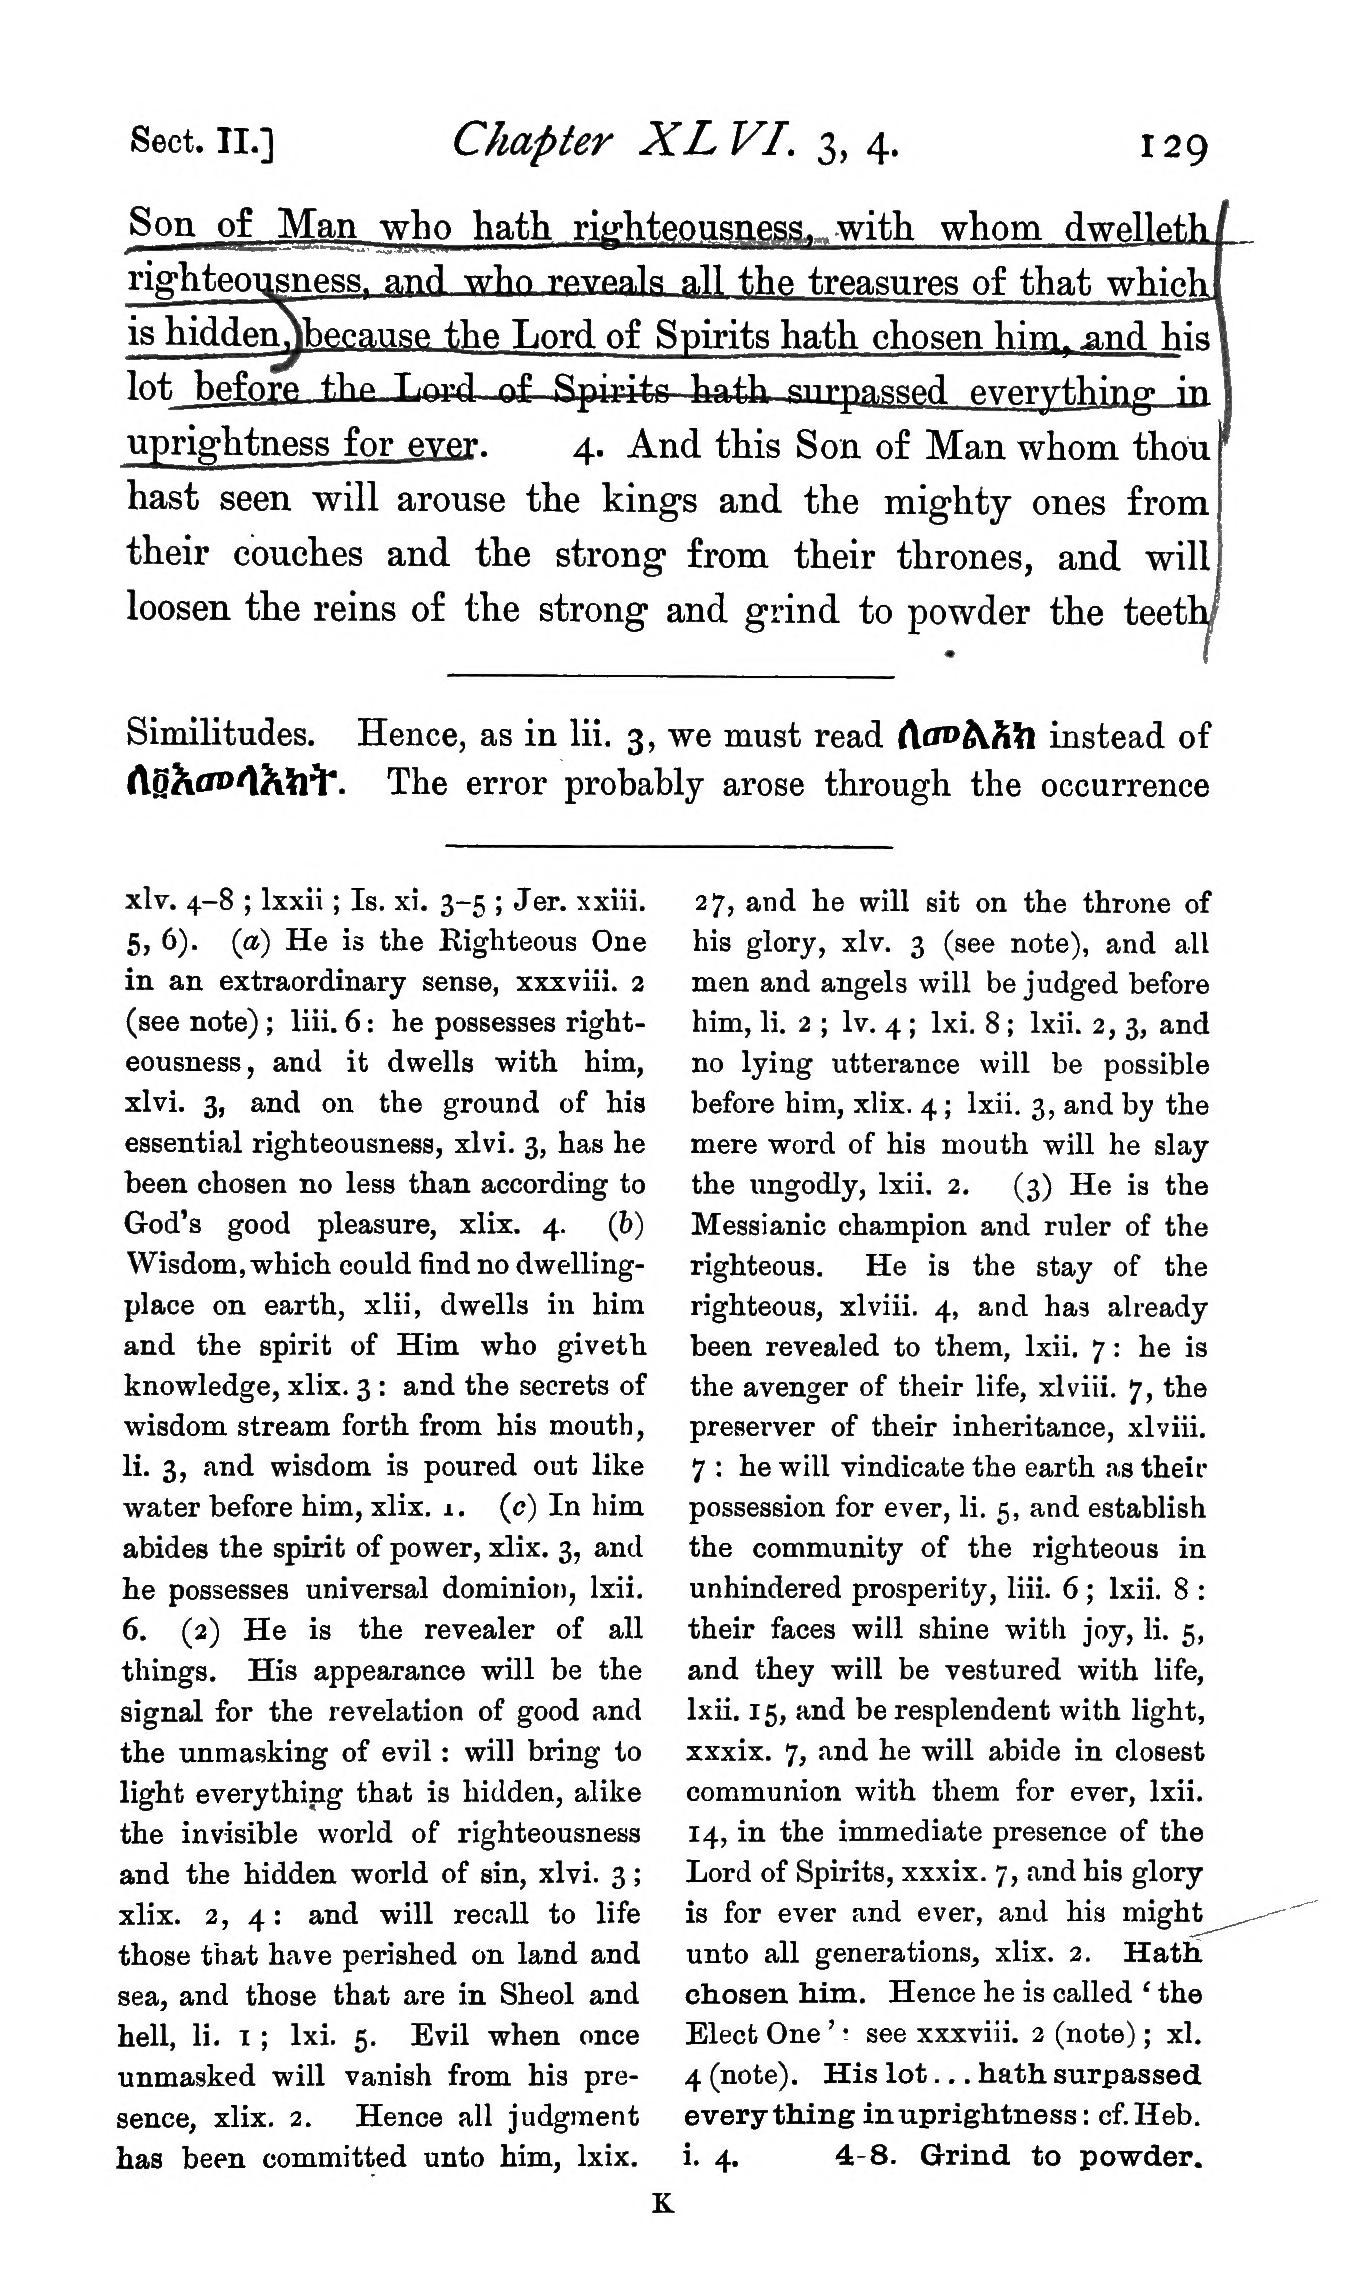 Sect. II.] Chapter XLVI. 3, 4. 129
Son of Man who hath righteousness, with whom dwelleth
righteousness, and who reveals all the treasures of that which
is hidden, because the Lord of Spirits hath chosen him, and his
lot before the Lord of Spirits hath surpassed everything in
uprightness for ever. 4. And this Son of Man whom thou
hast seen will arouse the kings and the mighty ones from
their couches and the strong from their thrones, and will
loosen the reins of the strong and grind to powder the teeth
Similitudes. Hence, as in lii. 3, we must read ለመልአክ instead of
ለ፬አመላእክት. The error probably arose through the occurrence
xlv. 4–8 ; lxxii ; Is. xi. 3–5 ; Jer. xxiii.
5, 6). (a) He is the Righteous One
in an extraordinary sense, xxxviii. 2
(see note) ; liii. 6 : he possesses right-
eousness, and it dwells with him,
xlvi. 3, and on the ground of his
essential righteousness, xlvi. 3, has he
been chosen no less than according to
God's good pleasure, xlix. 4. (b)
Wisdom, which could find no dwelling-
place on earth, xlii, dwells in him
and the spirit of Him who giveth
knowledge, xlix. 3 : and the secrets of
wisdom stream forth from his mouth,
li. 3, and wisdom is poured out like
water before him, xlix. 1. (c) In him
abides the spirit of power, xlix. 3, and
he possesses universal dominion, lxii.
6. (2) He is the revealer of all
things. His appearance will be the
signal for the revelation of good and
the unmasking of evil : will bring to
light everything that is hidden, alike
the invisible world of righteousness
and the hidden world of sin, xlvi. 3 ;
xlix. 2, 4 : and will recall to life
those that have perished on land and
sea, and those that are in Sheol and
hell, li. 1 ; lxi. 5. Evil when once
unmasked will vanish from his pre-
sence, xlix. 2. Hence all judgment
has been committed unto him, lxix.
27, and he will sit on the throne of
his glory, xlv. 3 (see note), and all
men and angels will be judged before
him, li. 2 ; lv. 4 ; lxi. 8 ; lxii. 2, 3, and
no lying utterance will be possible
before him, xlix. 4 ; lxii. 3, and by the
mere word of his mouth will he slay
the ungodly, lxii. 2. (3) He is the
Messianic champion and ruler of the
righteous. He is the stay of the
righteous, xlviii. 4, and has already
been revealed to them, lxii. 7 : he is
the avenger of their life, xlviii. 7, the
preserver of their inheritance, xlviii.
7 : he will vindicate the earth as their
possession for ever, li. 5, and establish
the community of the righteous in
unhindered prosperity, liii. 6 ; lxii. 8 :
their faces will shine with joy, li. 5,
and they will be vestured with life,
lxii. 15, and be resplendent with light,
xxxix. 7, and he will abide in closest
communion with them for ever, lxii.
14, in the immediate presence of the
Lord of Spirits, xxxix. 7, and his glory
is for ever and ever, and his might
unto all generations, xlix. 2. Hath
chosen him. Hence he is called ‘ the
Elect One ’ : see xxxviii. 2 (note) ; xl.
4 (note). His lot ... hath surpassed
everything in uprightness : cf. Heb.
i. 4. 4-8. Grind to powder.
K